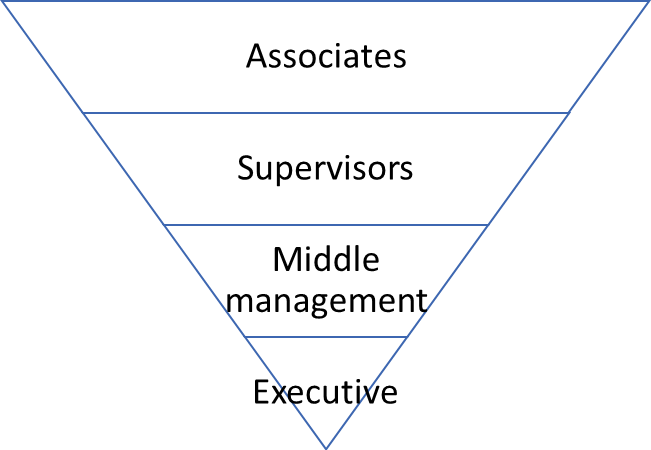 Associates
Supervisors
Middle
management
Executive